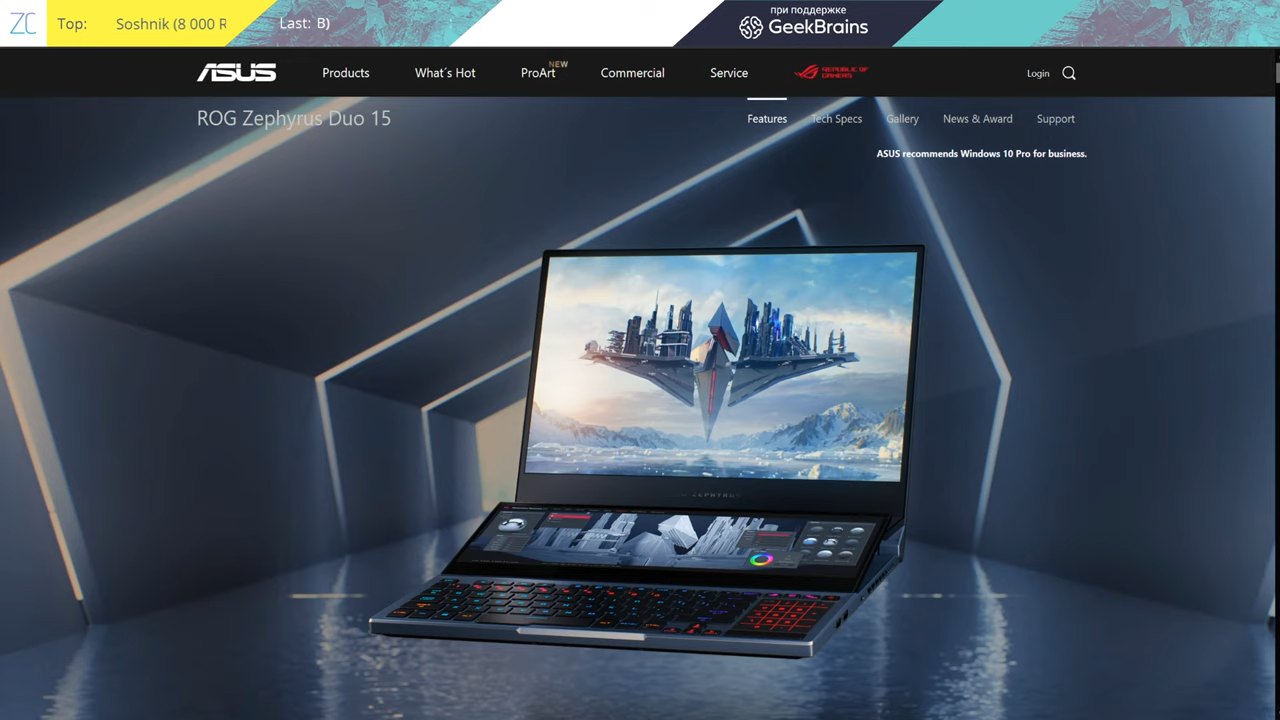 ZC
Top: Soshnik (8 000 R
Last: B)
при поддержке
GeekBrains
ASUS
Products
What´s Hot
ProArt
NEW
Commercial
Service
REPUBLIC OF
GAMERS
Login
ROG Zephyrus Duo 15
Features
Tech Specs
Gallery
News & Award
Support
ASUS recommends Windows 10 Pro for business.
ZEPHYRUS